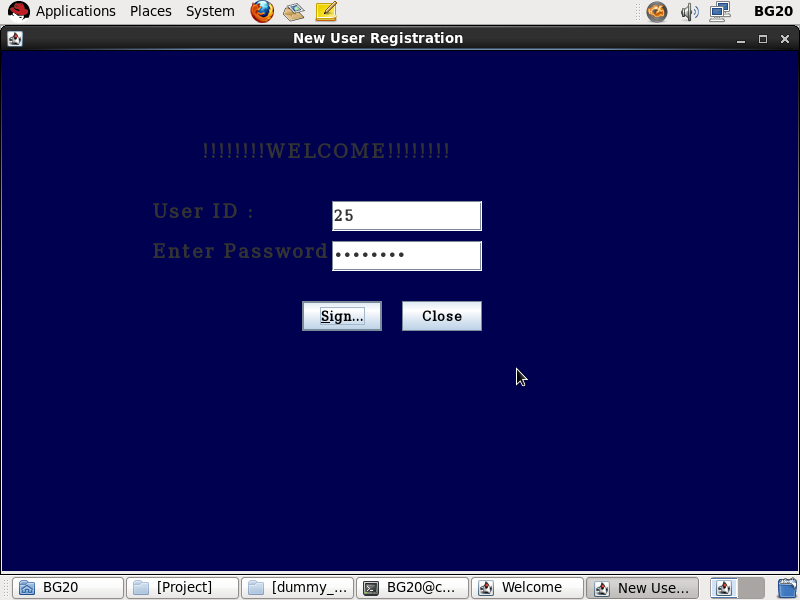 Applications Places System BG20
New User Registration
!!!!!!!!WELCOME!!!!!!!!
User ID : 25
Enter Password ••••••••
Sign... Close
BG20 [Project] [dummy_... BG20@c... Welcome New Use...